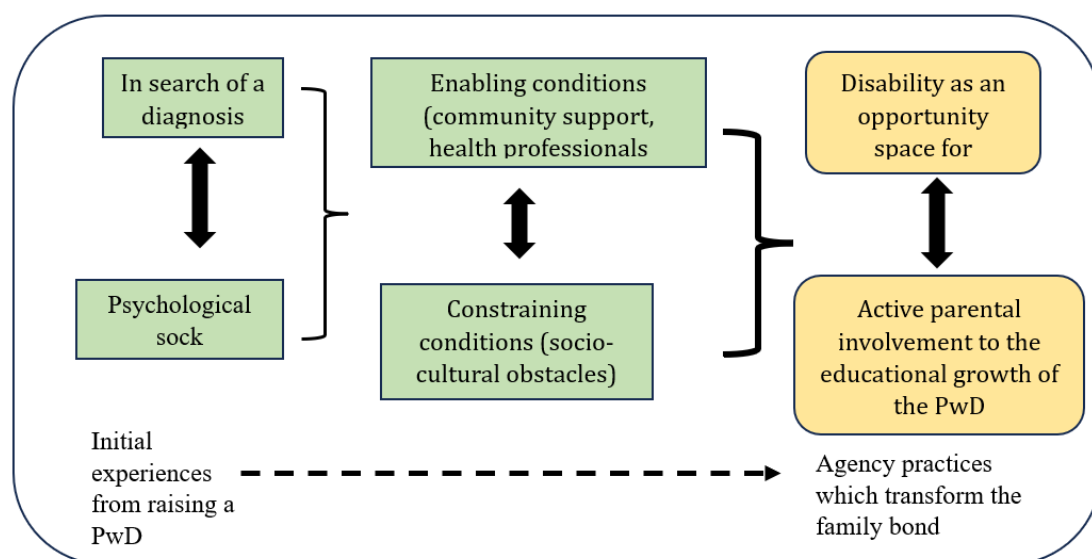 In search of a
diagnosis
Psychological
sock
Enabling conditions
(community support,
health professionals
Constraining
conditions (socio-
cultural obstacles)
Disability as an
opportunity
space for
Active parental
involvement to the
educational growth of
the PwD
Initial
experiences
from raising a
PwD
Agency practices
which transform the
family bond